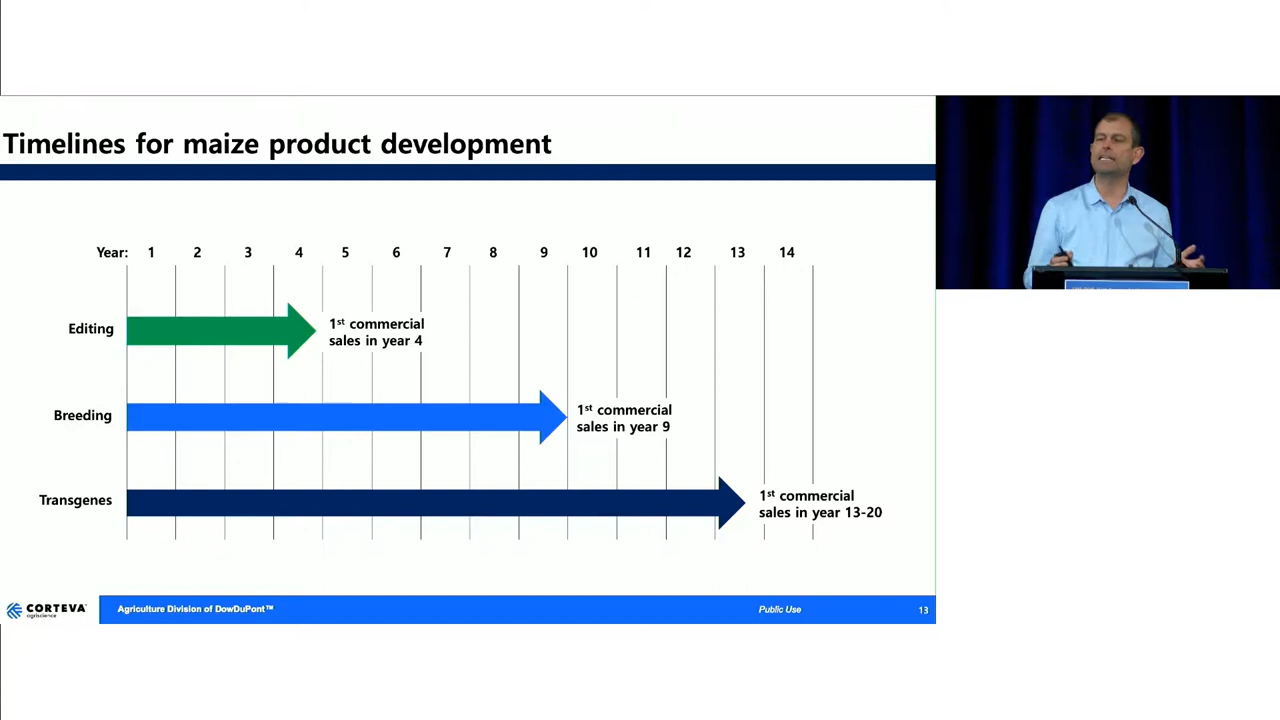 Timelines for maize product development
Year: 1 2 3 4 5 6 7 8 9 10 11 12 13 14
Editing
1st commercial
sales in year 4
Breeding
1st commercial
sales in year 9
Transgenes
1st commercial
sales in year 13-20
CORTEVA
agriscience
Agriculture Division of DowDuPont™
Public Use
13